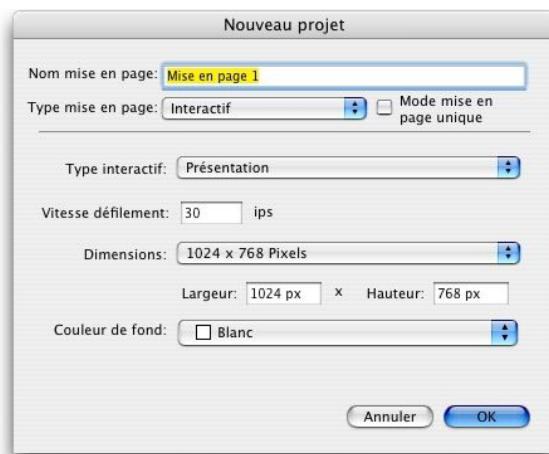 Nouveau projet
Nom mise en page: Mise en page 1
Type mise en page: Interactif Mode mise en
page unique
Type interactif: Présentation
Vitesse défilement: 30 ips
Dimensions: 1024 x 768 Pixels
Largeur: 1024 px x Hauteur: 768 px
Couleur de fond: Blanc
Annuler OK